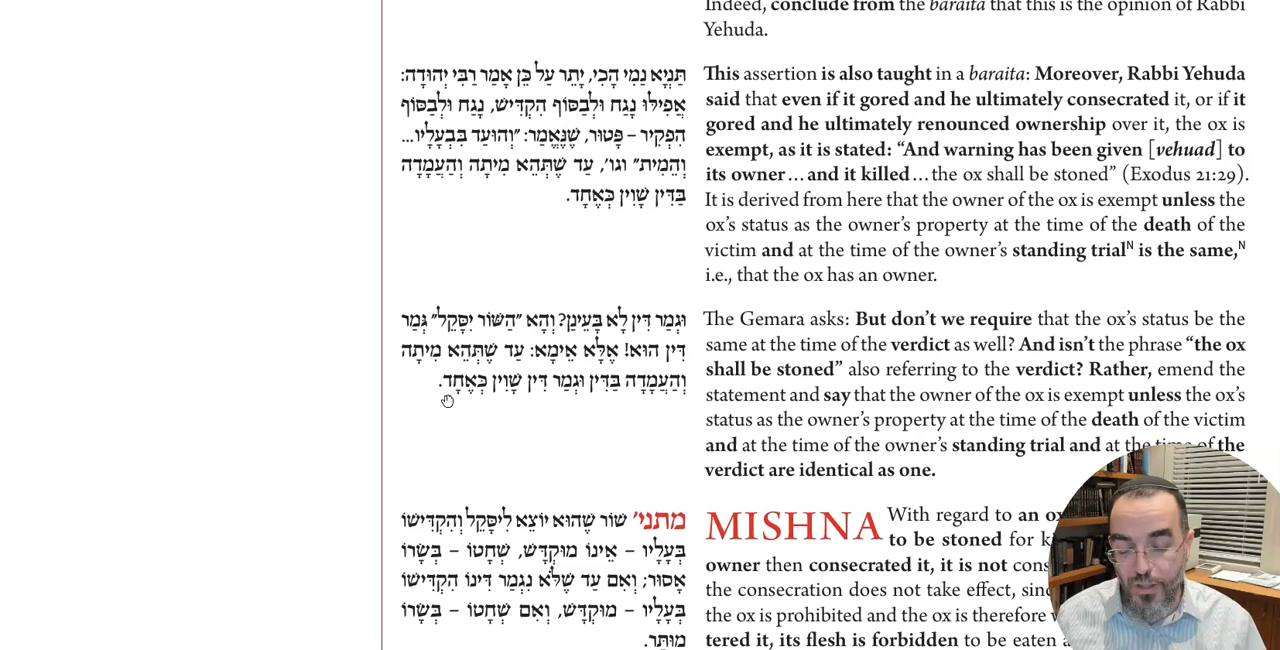 Indeed, conclude from the baraita that this is the opinion of Rabbi
Yehuda.
תַּנְיָא נַמִי הָכִי, יָתֵר עַל כֵּן אָמַר רַבִּי יְהוּדָה:
אֲפִילּוּ נָגַח וּלְבַסּוֹף הִקְדִּישׁ, נָגַח וּלְבַסּוֹף
הִפְקִיר – פָּטוּר, שֶׁנֶּאֱמַר: ״וְהוּעַד בִּבְעָלָיו...
וְהֵמִית״ וגו׳, עַד שֶׁתְּהֵא מִיתָה וְהַעֲמָדָה
בַּדִּין שָׁוִין כְּאֶחָד.
This assertion is also taught in a baraita: Moreover, Rabbi Yehuda
said that even if it gored and he ultimately consecrated it, or if it
gored and he ultimately renounced ownership over it, the ox is
exempt, as it is stated: “And warning has been given [vehuad] to
its owner…and it killed…the ox shall be stoned” (Exodus 21:29).
It is derived from here that the owner of the ox is exempt unless the
ox’s status as the owner’s property at the time of the death of the
victim and at the time of the owner’s standing trialᴺ is the same,ᴺ
i.e., that the ox has an owner.
וּגְמַר דִּין לָא בָּעֵינַן? וְהָא ״הַשּׁוֹר יִסָּקֵל״ גְּמַר
דִּין הוּא! אֶלָּא אֵימָא: עַד שֶׁתְּהֵא מִיתָה
וְהַעֲמָדָה בַּדִּין וּגְמַר דִּין שָׁוִין כְּאֶחָד.
The Gemara asks: But don’t we require that the ox’s status be the
same at the time of the verdict as well? And isn’t the phrase “the ox
shall be stoned” also referring to the verdict? Rather, emend the
statement and say that the owner of the ox is exempt unless the ox’s
status as the owner’s property at the time of the death of the victim
and at the time of the owner’s standing trial and at the time of the
verdict are identical as one.
מתני׳ שׁוֹר שֶׁהוּא יוֹצֵא לִיסָּקֵל וְהִקְדִּישׁוֹ
בְּעָלָיו – אֵינוֹ מוּקְדָּשׁ, שְׁחָטוֹ – בְּשָׂרוֹ
אָסוּר; וְאִם עַד שֶׁלֹּא נִגְמַר דִּינוֹ הִקְדִּישׁוֹ
בְּעָלָיו – מוּקְדָּשׁ, וְאִם שְׁחָטוֹ – בְּשָׂרוֹ
מוּתָּר.
MISHNA With regard to an
to be stoned for
owner then consecrated it, it is not
the consecration does not take effect,
the ox is prohibited and the ox is therefore
tered it, its flesh is forbidden to be eaten